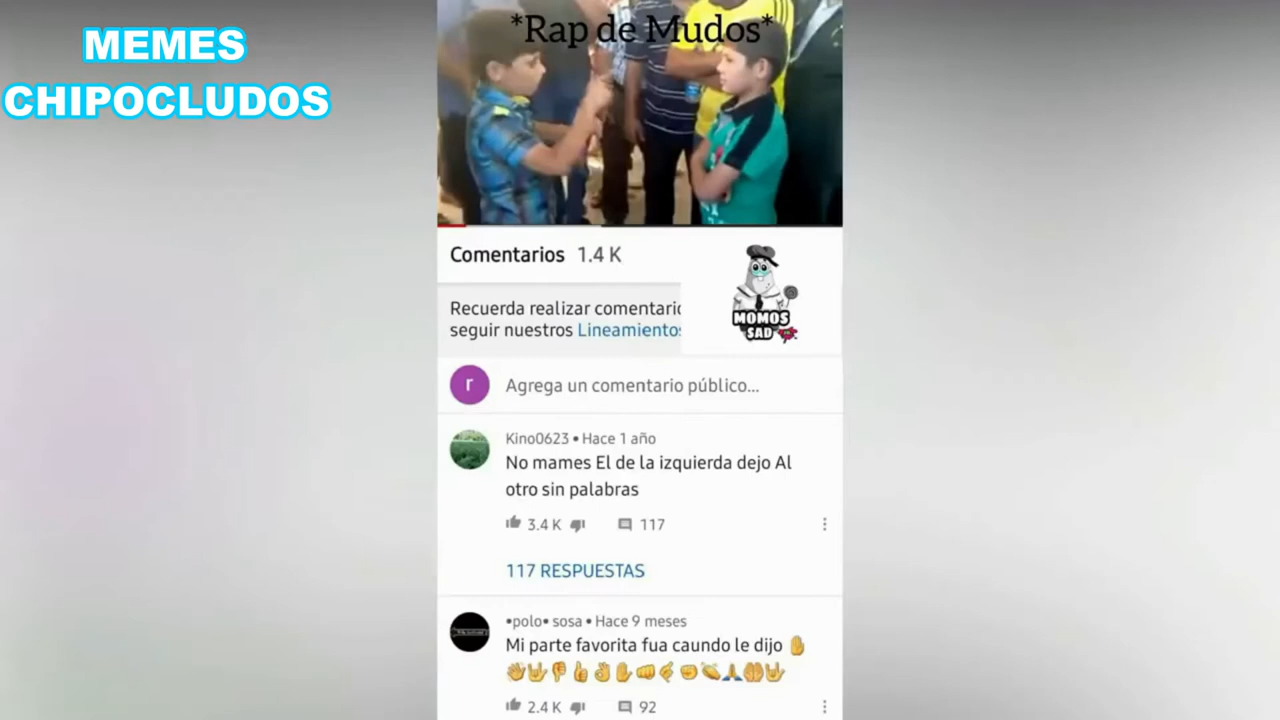 MEMES
CHIPOCLUDOS
*Rap de Mudos*
Comentarios 1.4 K
MOMOS
SAD
Recuerda realizar comentario
seguir nuestros Lineamientos
r
Agrega un comentario público...
Kino0623 • Hace 1 año
No mames El de la izquierda dejo Al
otro sin palabras
3.4 K 117
117 RESPUESTAS
•polo• sosa • Hace 9 meses
Mi parte favorita fua caundo le dijo ✋
2.4 K 92